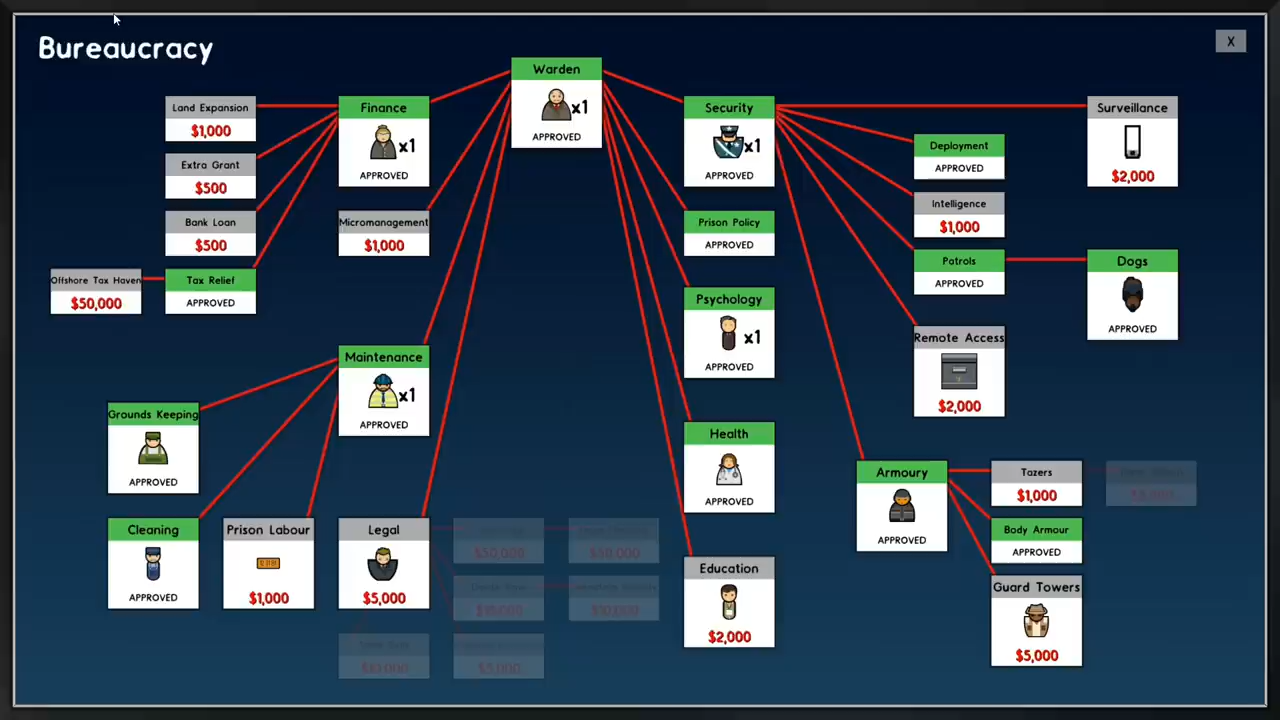 Bureaucracy
X
Warden
x1
APPROVED
Land Expansion
$1,000
Finance
x1
APPROVED
Security
x1
APPROVED
Surveillance
$2,000
Extra Grant
$500
Deployment
APPROVED
Bank Loan
$500
Micromanagement
$1,000
Prison Policy
APPROVED
Intelligence
$1,000
Offshore Tax Haven
$50,000
Tax Relief
APPROVED
Patrols
APPROVED
Dogs
APPROVED
Psychology
x1
APPROVED
Remote Access
$2,000
Maintenance
x1
APPROVED
Grounds Keeping
APPROVED
Health
APPROVED
Armoury
APPROVED
Tazers
$1,000
Cleaning
APPROVED
Prison Labour
$1,000
Legal
$5,000
$50,000
Body Armour
APPROVED
Education
$2,000
Guard Towers
$5,000
$5,000